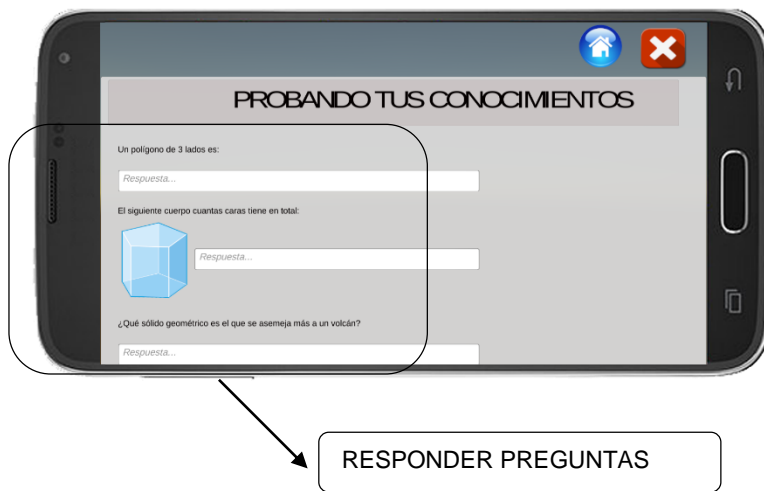 PROBANDO TUS CONOCIMIENTOS
Un polígono de 3 lados es:
Respuesta...
El siguiente cuerpo cuantas caras tiene en total:
Respuesta...
¿Qué sólido geométrico es el que se asemeja más a un volcán?
Respuesta...
RESPONDER PREGUNTAS